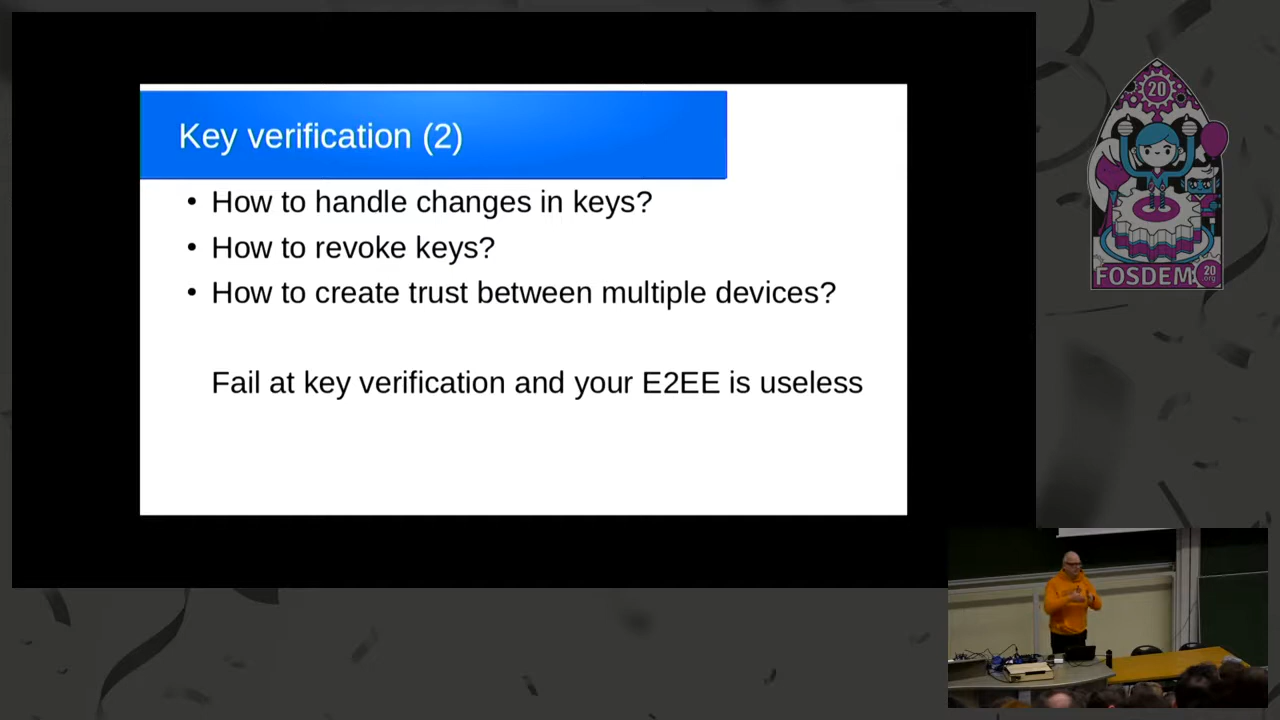 Key verification (2)
• How to handle changes in keys?
• How to revoke keys?
• How to create trust between multiple devices?
Fail at key verification and your E2EE is useless
20
FOSDEM
20
.org